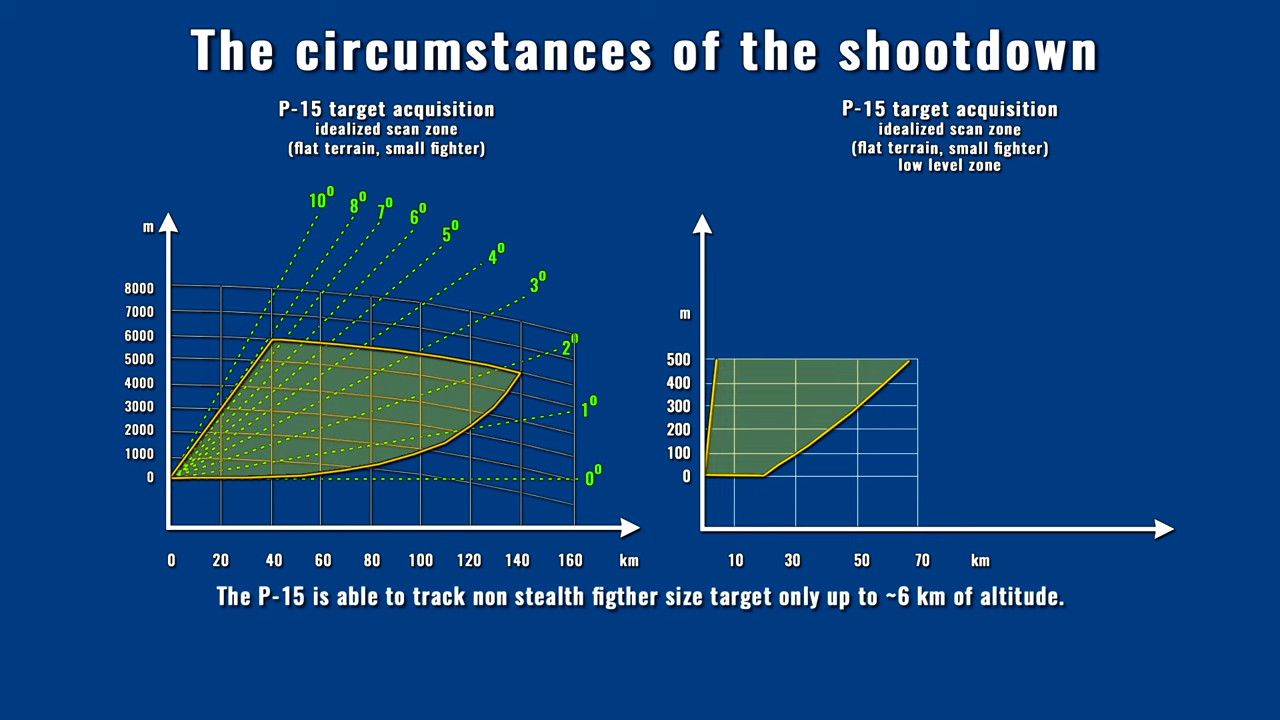 The circumstances of the shootdown
P-15 target acquisition
idealized scan zone
(flat terrain, small fighter)
10⁰ 8⁰ 7⁰ 6⁰ 5⁰ 4⁰ 3⁰ 2⁰ 1⁰ 0⁰
m
8000
7000
6000
5000
4000
3000
2000
1000
0
0 20 40 60 80 100 120 140 160 km
P-15 target acquisition
idealized scan zone
(flat terrain, small fighter)
low level zone
m
500
400
300
200
100
0
10 30 50 70 km
The P-15 is able to track non stealth figther size target only up to ~6 km of altitude.